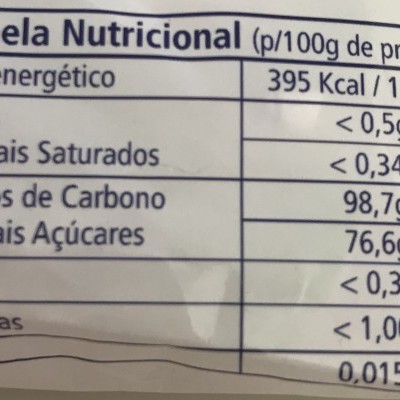 ela Nutricional (p/100g de pr
energético 395 Kcal / 1
< 0,5g
ais Saturados < 0,34
os de Carbono 98,7g
ais Açúcares 76,6g
< 0,3
as < 1,00
0,015